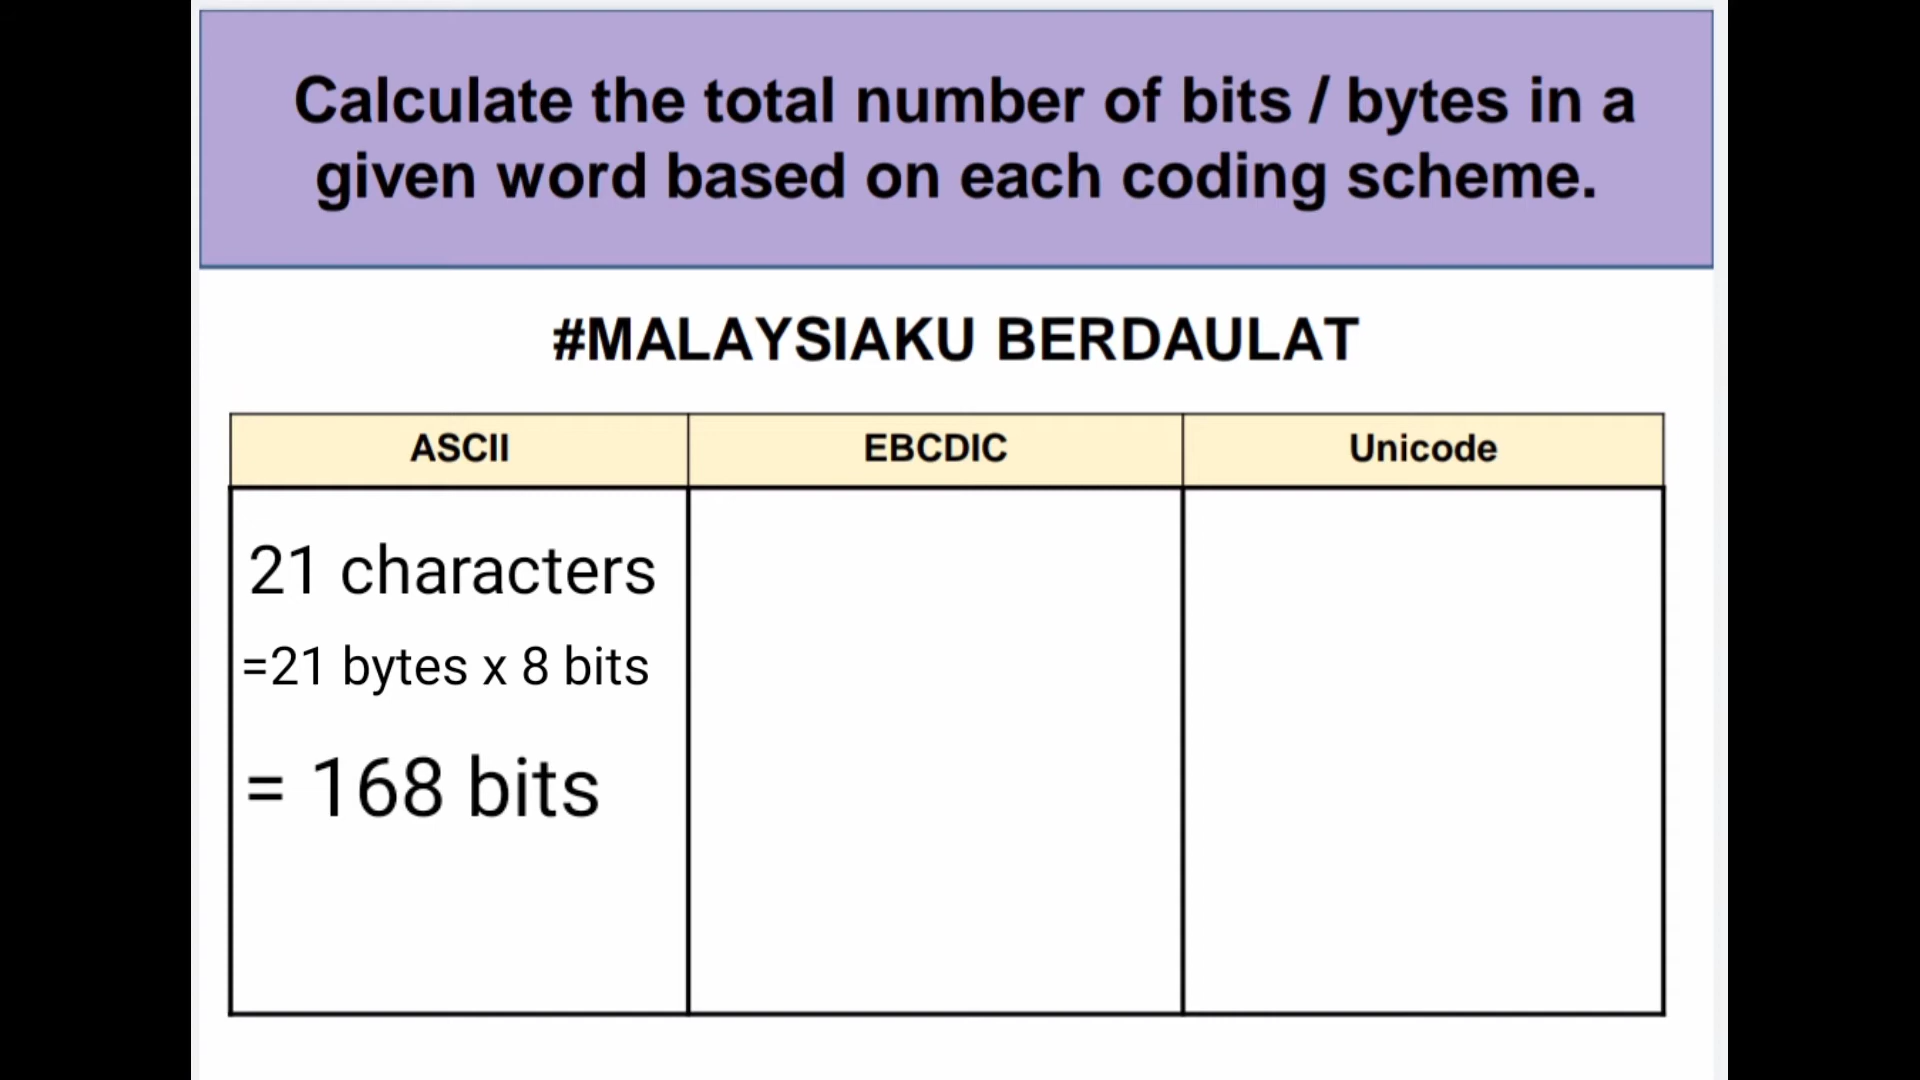 Calculate the total number of bits / bytes in a
given word based on each coding scheme.
#MALAYSIAKU BERDAULAT
ASCII
EBCDIC
Unicode
21 characters
=21 bytes x 8 bits
= 168 bits